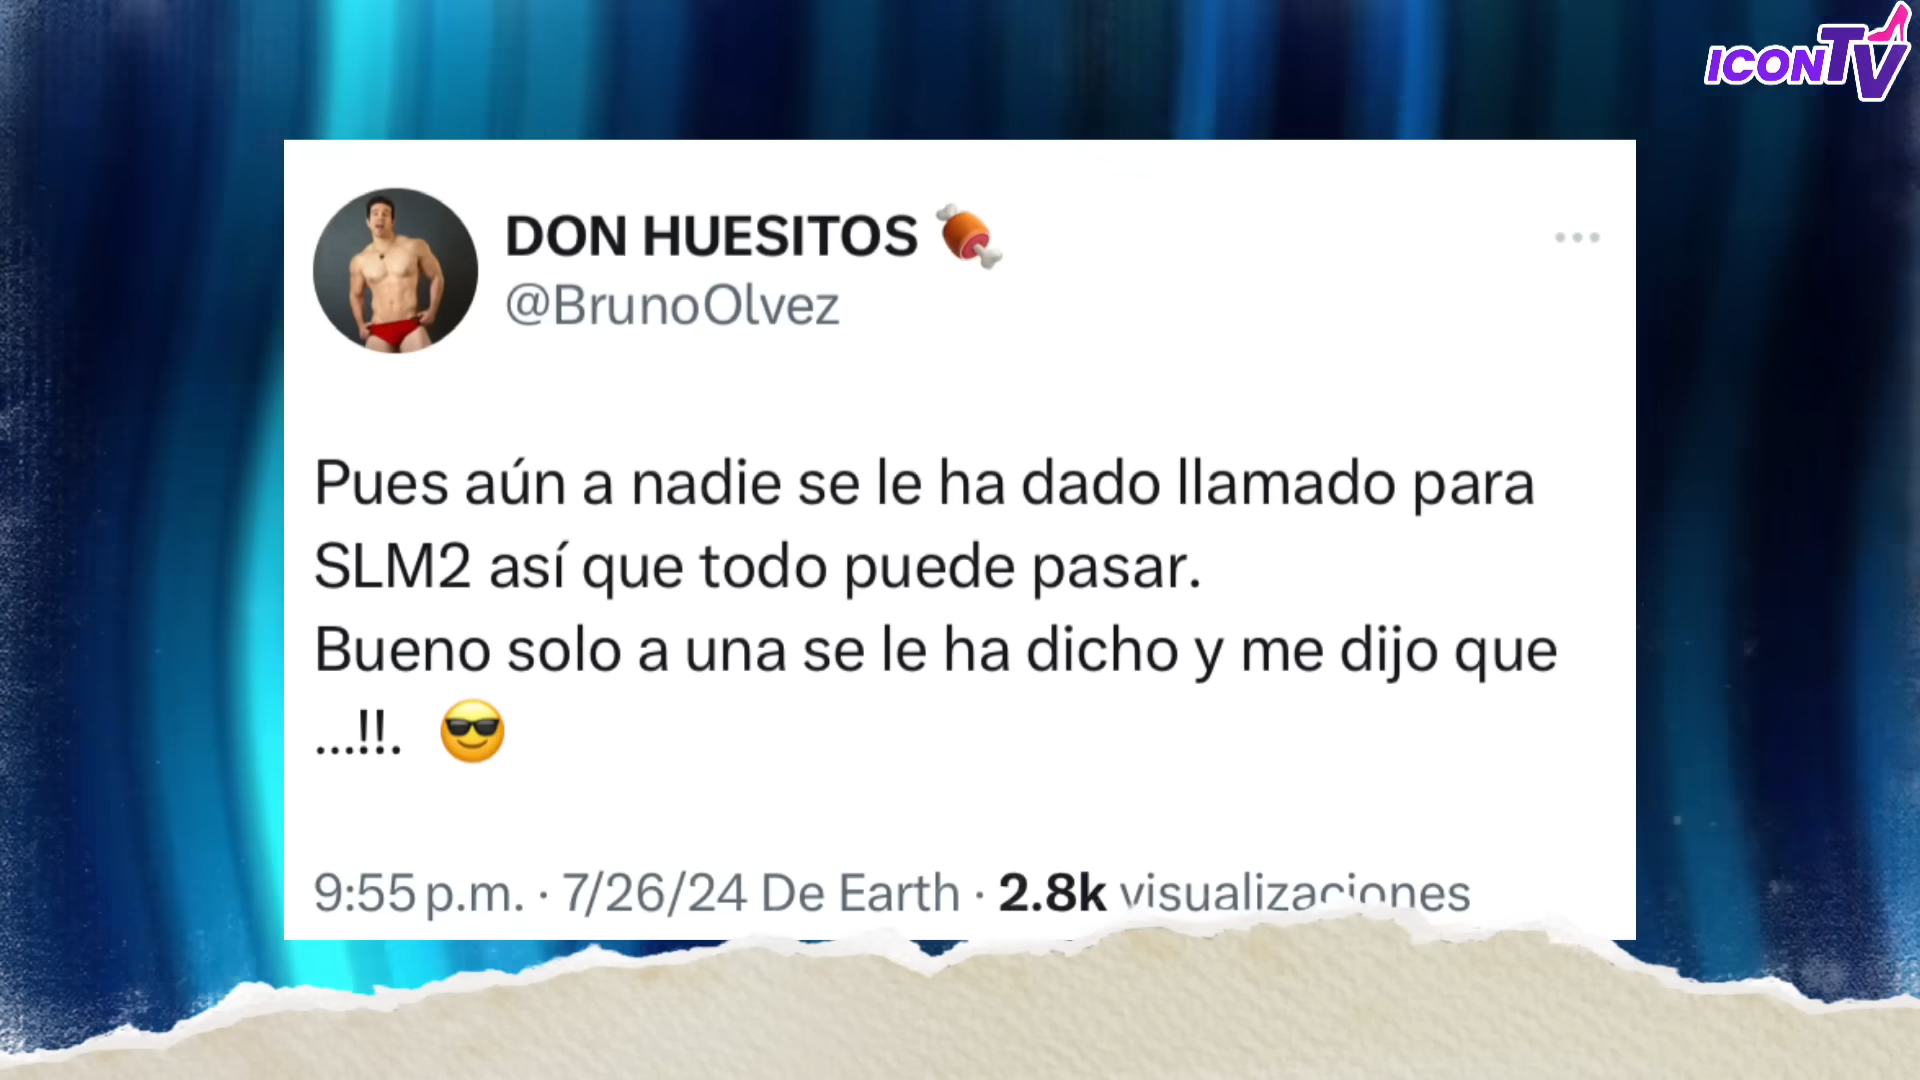 ICONTV
DON HUESITOS 🍖
@BrunoOlvez
Pues aún a nadie se le ha dado llamado para
SLM2 así que todo puede pasar.
Bueno solo a una se le ha dicho y me dijo que
...!!. 😎
9:55 p.m. · 7/26/24 De Earth · 2.8k visualizaciones